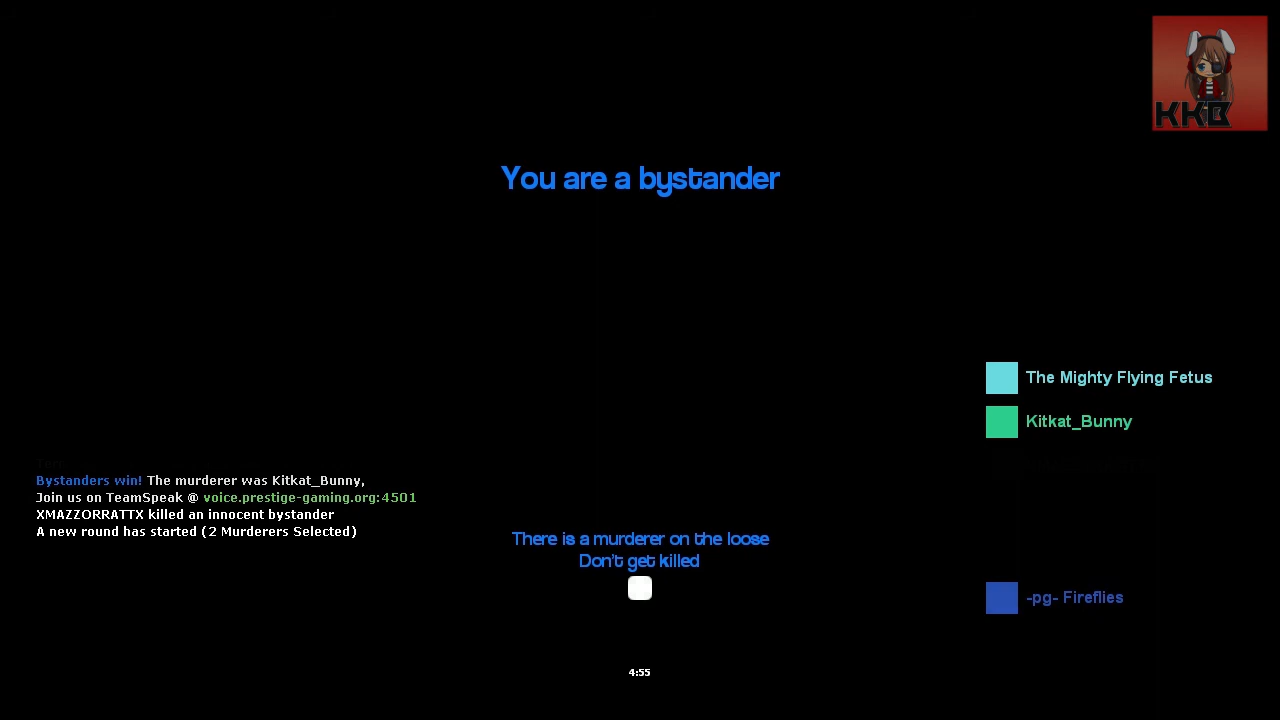 KKB
You are a bystander
The Mighty Flying Fetus
Kitkat_Bunny
Bystanders win! The murderer was Kitkat_Bunny,
Join us on TeamSpeak @ voice.prestige-gaming.org:4501
XMAZZORRATTX killed an innocent bystander
A new round has started (2 Murderers Selected)
There is a murderer on the loose
Don't get killed
-pg- Fireflies
4:55